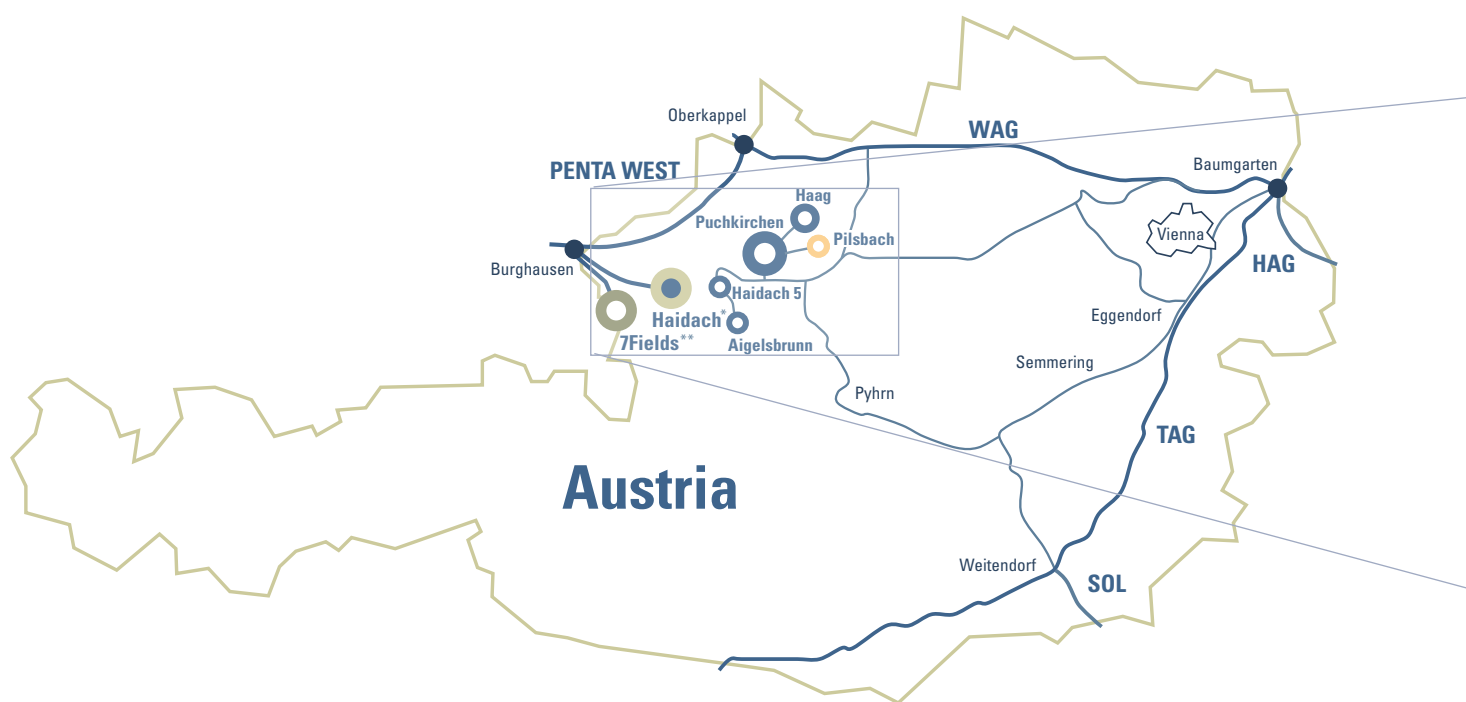 Oberkappel
WAG
Baumgarten
PENTA WEST
Haag
Puchkirchen
Pilsbach
Vienna
Burghausen
HAG
Haidach 5
Haidach*
Eggendorf
7Fields**
Aigelsbrunn
Semmering
Pyhrn
TAG
Austria
Weitendorf
SOL